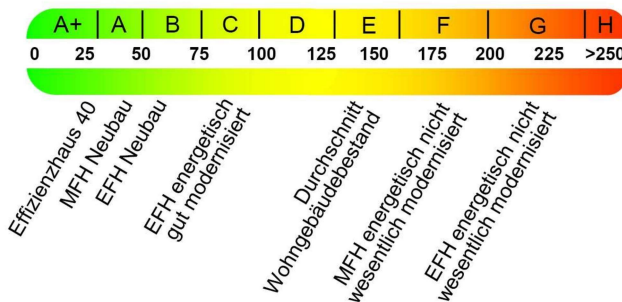 A+ A B C D E F G H
0 25 50 75 100 125 150 175 200 225 >250
Effizienzhaus 40
MFH Neubau
EFH Neubau
EFH energetisch
gut modernisiert
Durchschnitt
Wohngebäudebestand
MFH energetisch nicht
wesentlich modernisiert
EFH energetisch nicht
wesentlich modernisiert